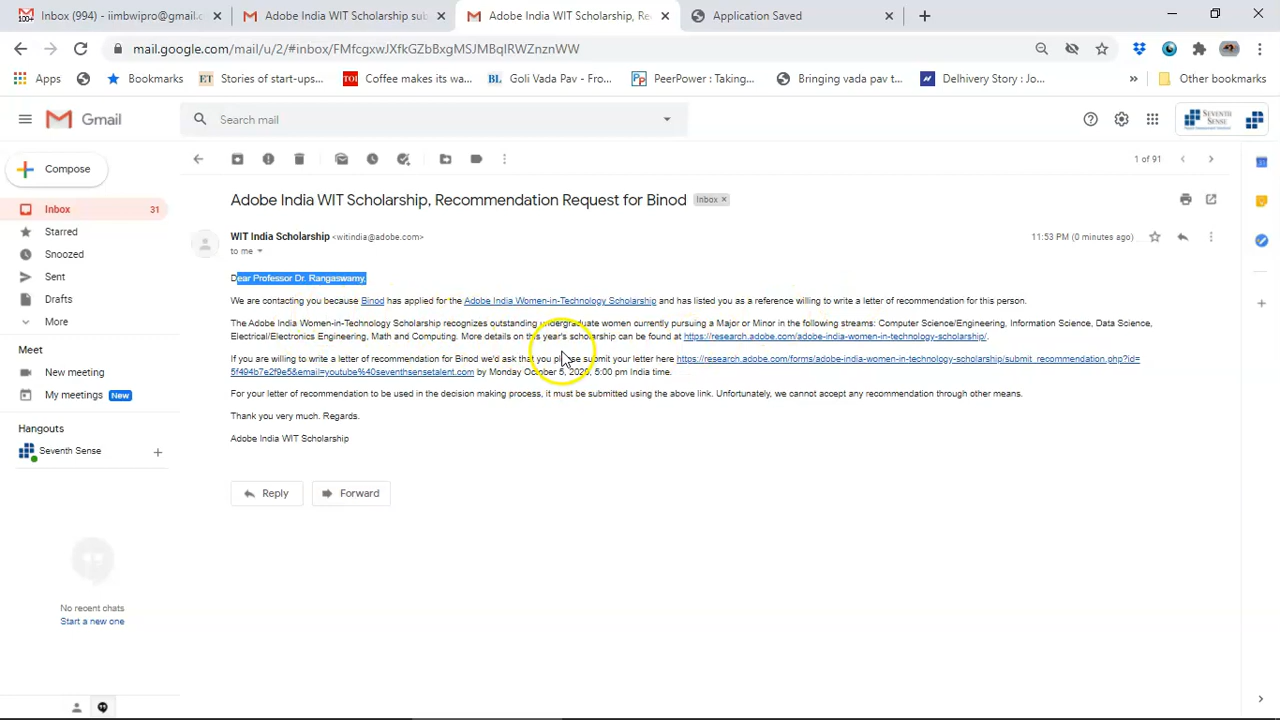 Inbox (994) - iimbwipro@gmail.c
Adobe India WIT Scholarship sub
Adobe India WIT Scholarship, Re
Application Saved
mail.google.com/mail/u/2/#inbox/FMfcgxwJXfkGZbBxgMSJMBqlRWZnznWW
Apps
Bookmarks
ET Stories of start-ups...
TOI Coffee makes its wa...
BL Goli Vada Pav - Fro...
PeerPower : Taking...
Bringing vada pav t...
Delhivery Story : Jo...
»
Other bookmarks
Gmail
Search mail
SEVENTH SENSE
Compose
1 of 91
Inbox 31
Starred
Snoozed
Sent
Drafts
More
Meet
New meeting
My meetings New
Hangouts
Seventh Sense
No recent chats
Start a new one
Adobe India WIT Scholarship, Recommendation Request for Binod Inbox ×
WIT India Scholarship <witindia@adobe.com>
11:53 PM (0 minutes ago)
to me
Dear Professor Dr. Rangaswamy,
We are contacting you because Binod has applied for the Adobe India Women-in-Technology Scholarship and has listed you as a reference willing to write a letter of recommendation for this person.
The Adobe India Women-in-Technology Scholarship recognizes outstanding undergraduate women currently pursuing a Major or Minor in the following streams: Computer Science/Engineering, Information Science, Data Science,
Electrical/Electronics Engineering, Math and Computing. More details on this year's scholarship can be found at https://research.adobe.com/adobe-india-women-in-technology-scholarship/.
If you are willing to write a letter of recommendation for Binod we'd ask that you please submit your letter here https://research.adobe.com/forms/adobe-india-women-in-technology-scholarship/submit_recommendation.php?id=
5f494b7e2f9e5&email=youtube%40seventhsensetalent.com by Monday October 5, 2020, 5:00 pm India time.
For your letter of recommendation to be used in the decision making process, it must be submitted using the above link. Unfortunately, we cannot accept any recommendation through other means.
Thank you very much. Regards.
Adobe India WIT Scholarship
Reply
Forward